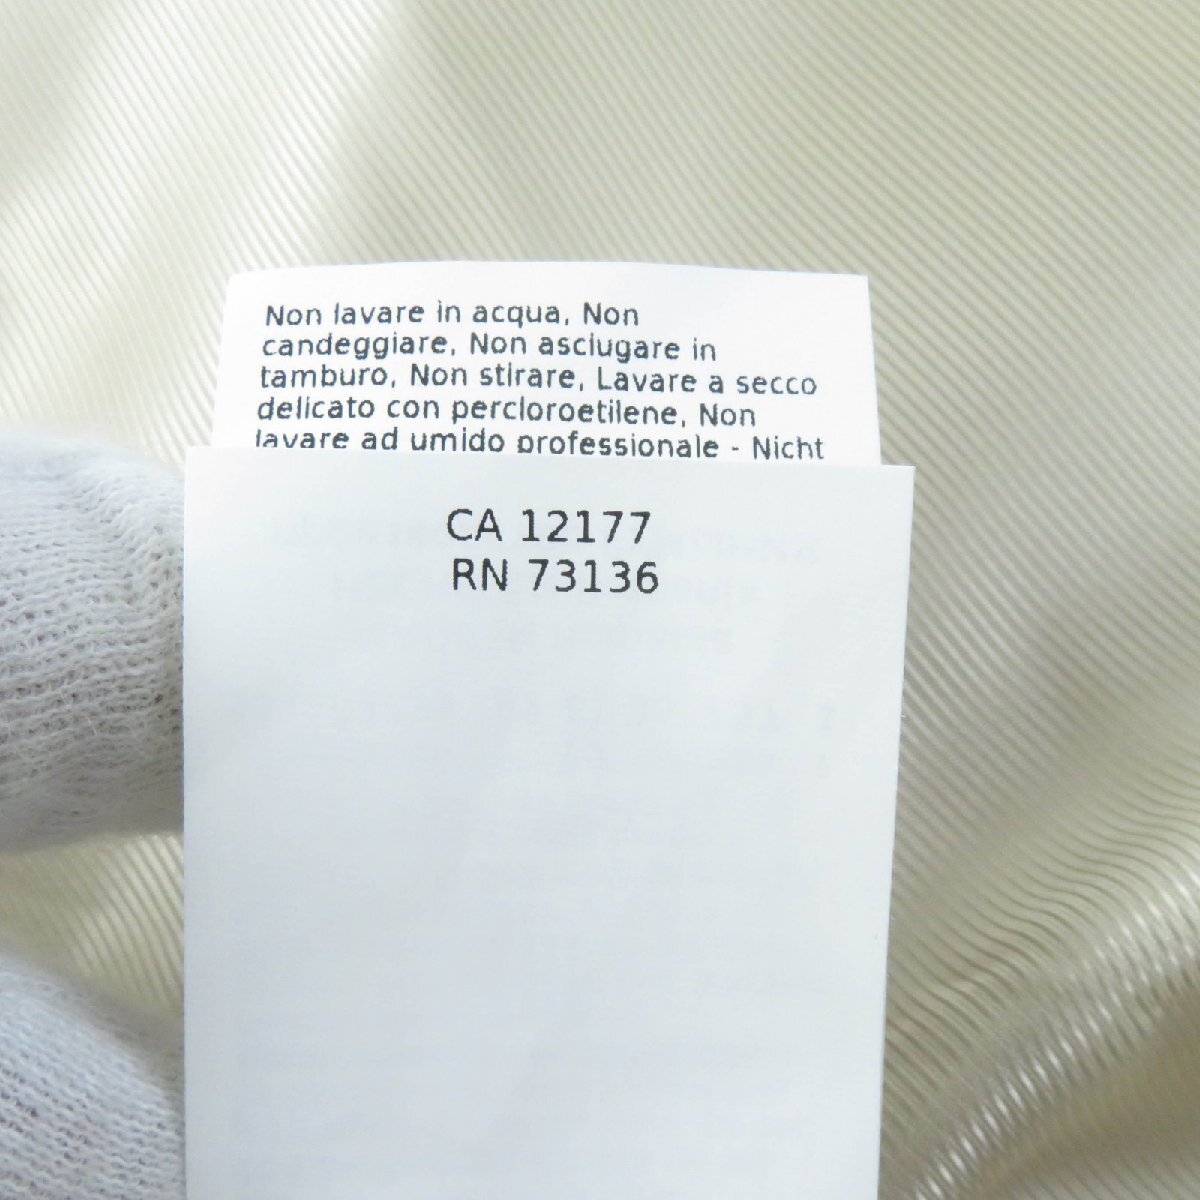 Non lavare in acqua, Non
candeggiare, Non asciugare in
tamburo, Non stirare, Lavare a secco
delicato con percloroetilene, Non
lavare ad umido professionale - Nicht
CA 12177
RN 73136